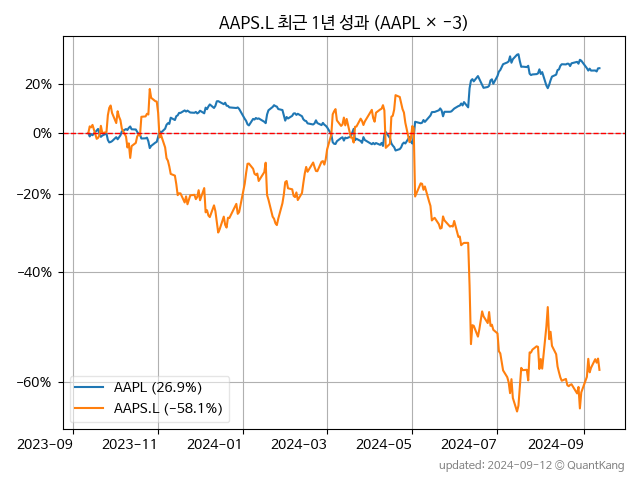 AAPS.L 최근 1년 성과 (AAPL × −3)
20%
0%
−20%
−40%
−60%
AAPL (26.9%)
AAPS.L (−58.1%)
2023−09 2023−11 2024−01 2024−03 2024−05 2024−07 2024−09
updated: 2024-09-12 © QuantKang